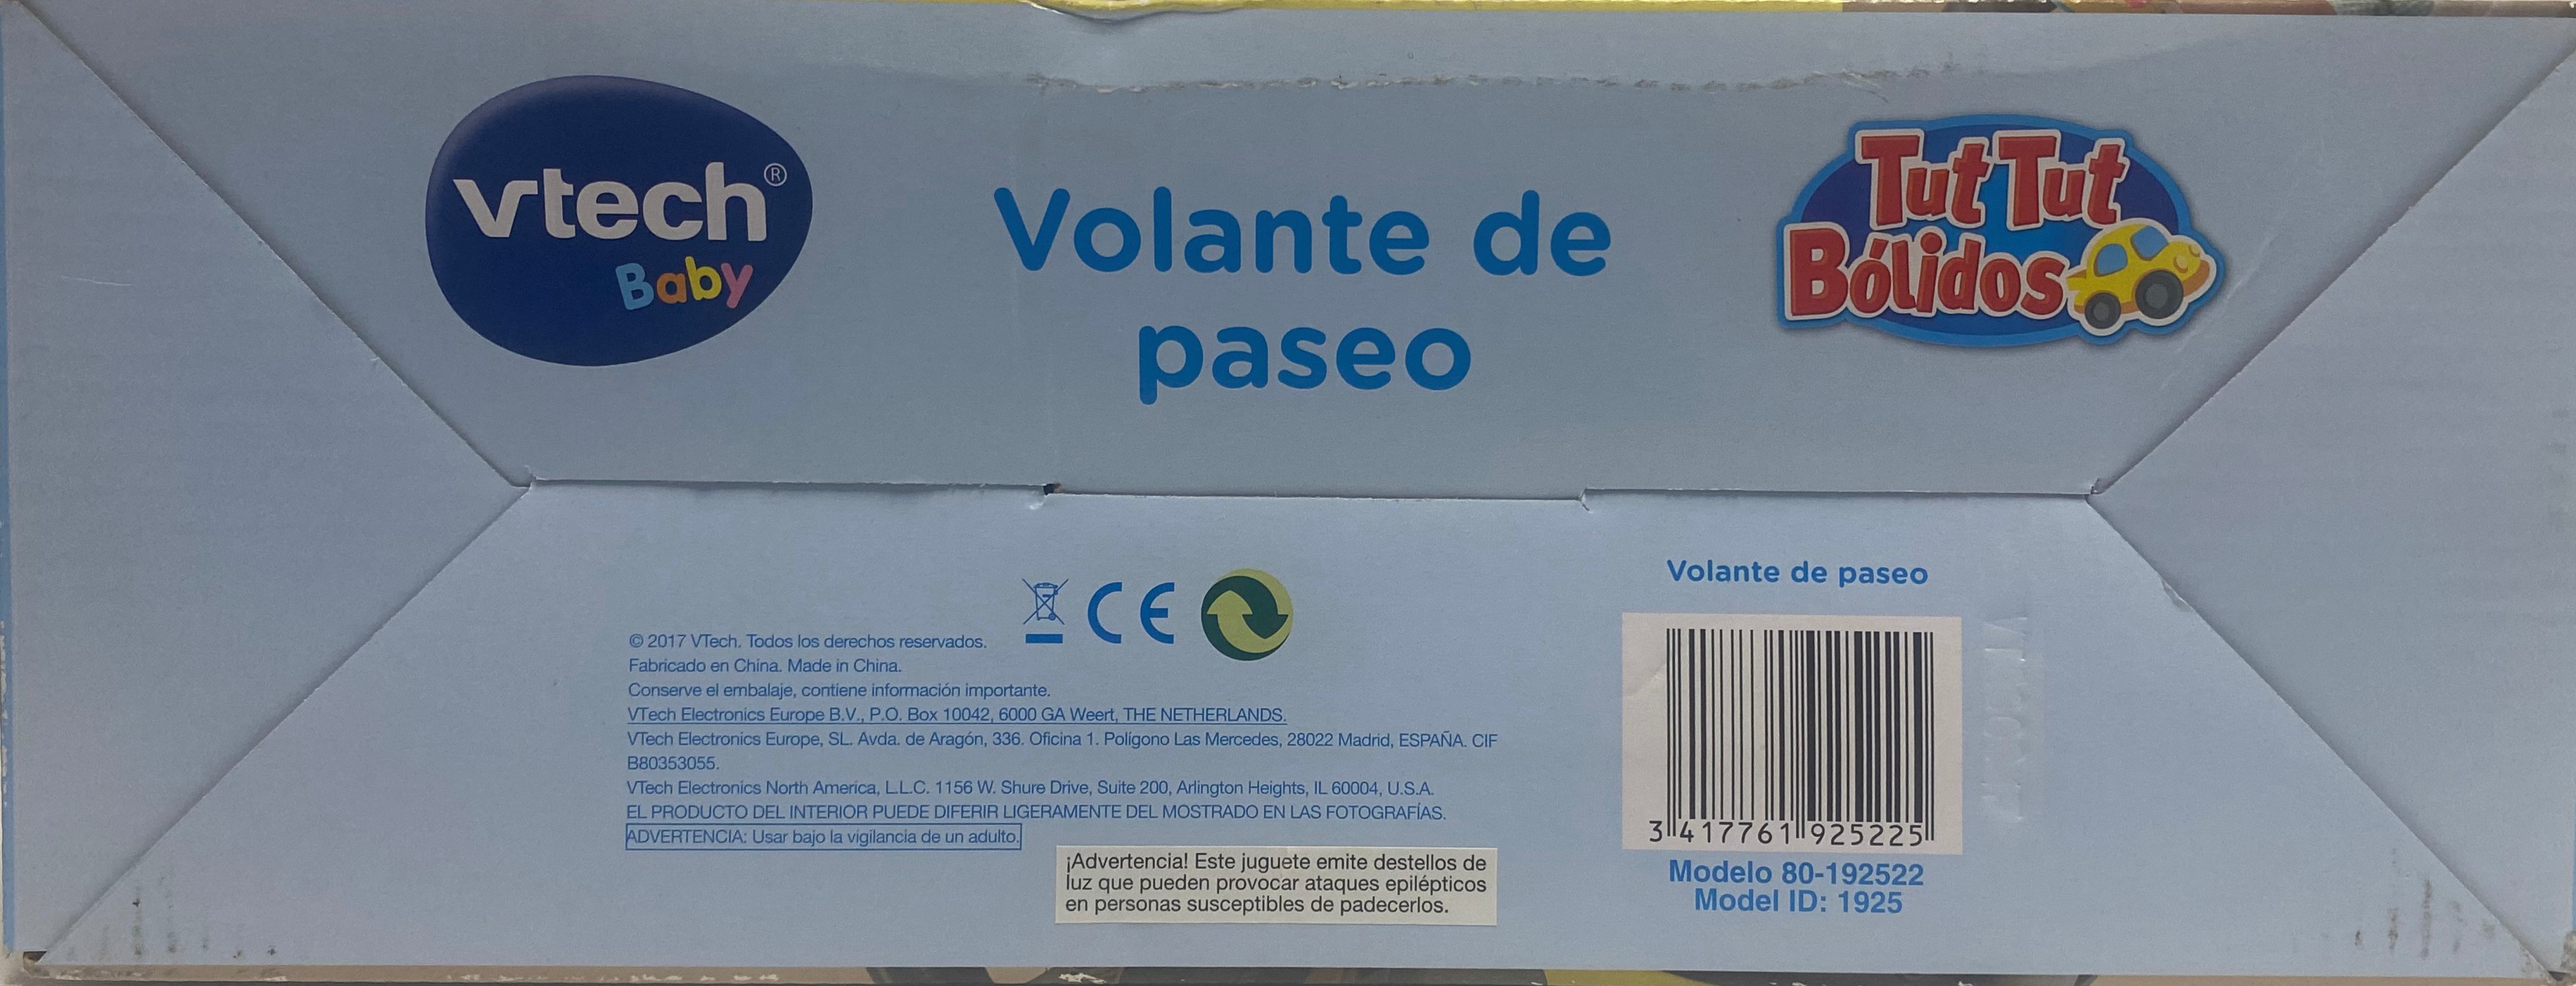 vtech®
Baby
Volante de
paseo
Tut Tut
Bólidos
© 2017 VTech. Todos los derechos reservados.
Fabricado en China. Made in China.
Conserve el embalaje, contiene información importante.
VTech Electronics Europe B.V., P.O. Box 10042, 6000 GA Weert, THE NETHERLANDS.
VTech Electronics Europe, SL. Avda. de Aragón, 336. Oficina 1. Polígono Las Mercedes, 28022 Madrid, ESPAÑA. CIF
B80353055.
VTech Electronics North America, L.L.C. 1156 W. Shure Drive, Suite 200, Arlington Heights, IL 60004, U.S.A.
EL PRODUCTO DEL INTERIOR PUEDE DIFERIR LIGERAMENTE DEL MOSTRADO EN LAS FOTOGRAFÍAS.
ADVERTENCIA: Usar bajo la vigilancia de un adulto.
CE
¡Advertencia! Este juguete emite destellos de
luz que pueden provocar ataques epilépticos
en personas susceptibles de padecerlos.
Volante de paseo
3 417761 925225
Modelo 80-192522
Model ID: 1925